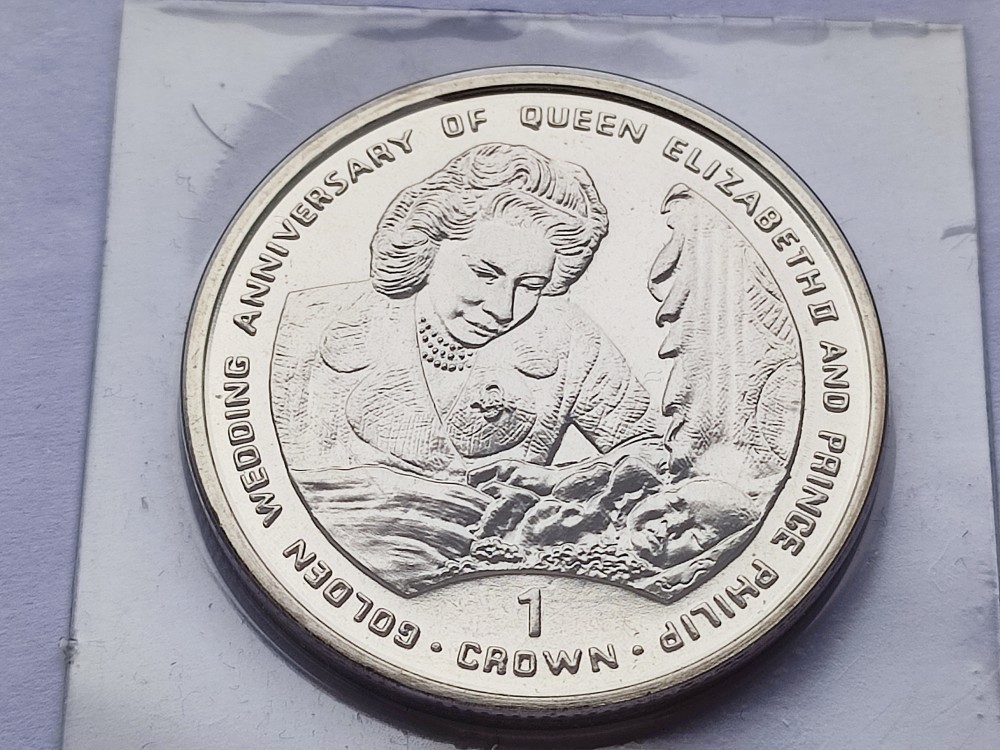 GOLDEN WEDDING ANNIVERSARY OF QUEEN ELIZABETH II AND PRINCE PHILIP
1
· CROWN ·